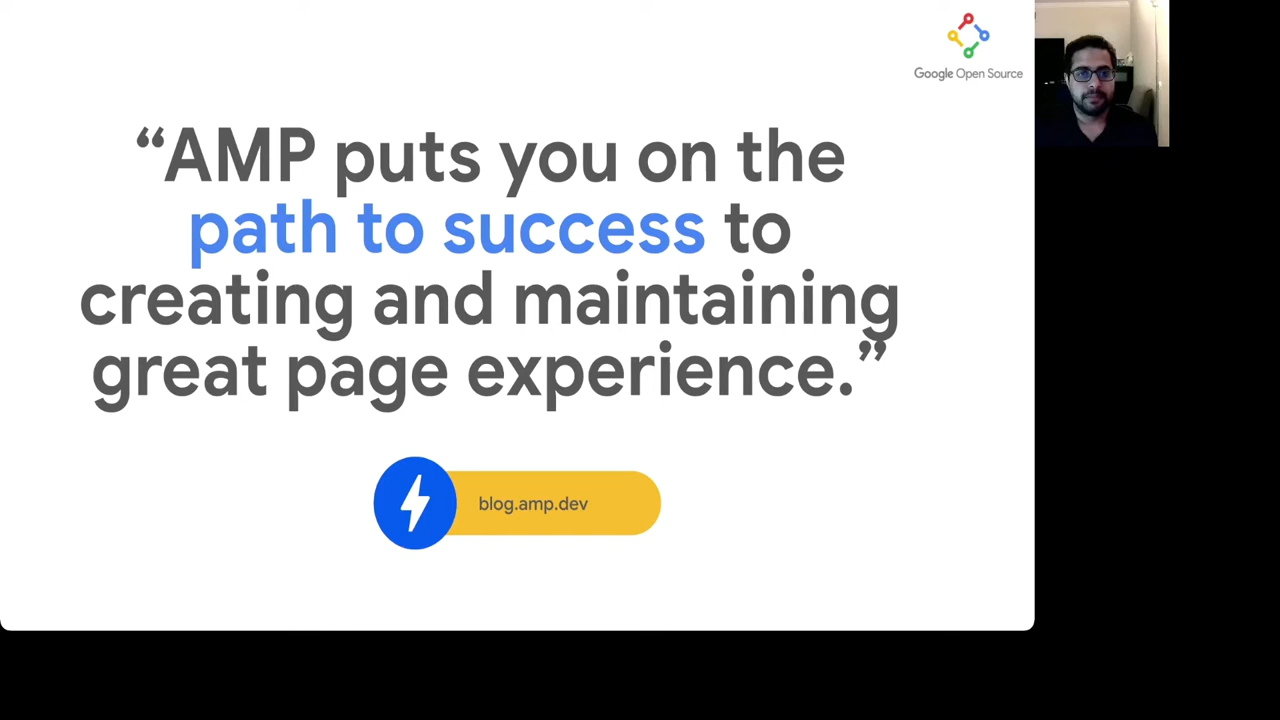 Google Open Source
“AMP puts you on the
path to success to
creating and maintaining
great page experience.”
blog.amp.dev